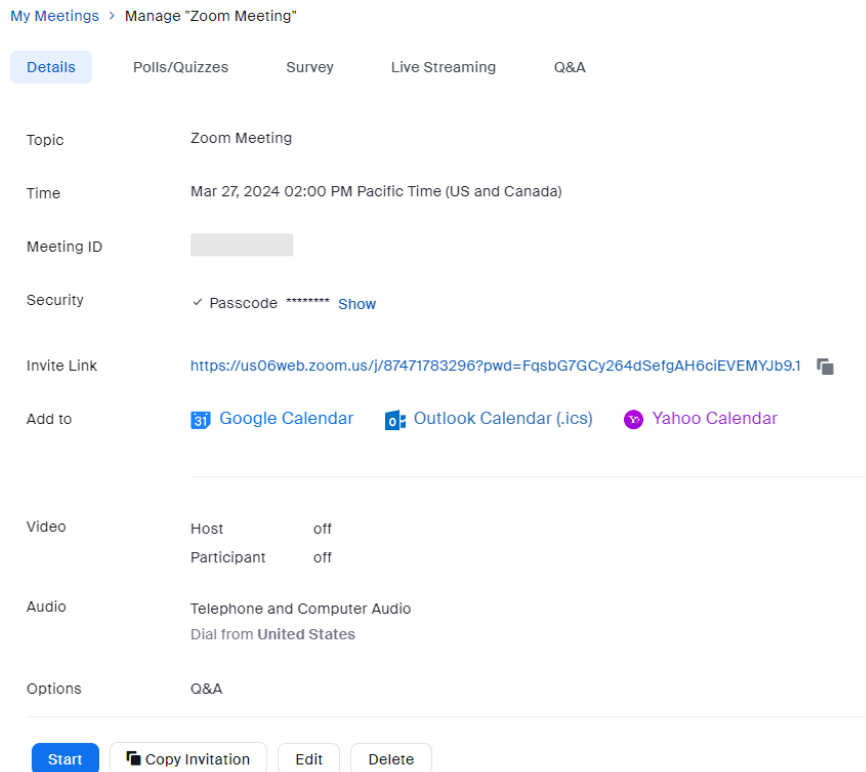 My Meetings > Manage "Zoom Meeting"
Details Polls/Quizzes Survey Live Streaming Q&A
Topic Zoom Meeting
Time Mar 27, 2024 02:00 PM Pacific Time (US and Canada)
Meeting ID
Security ✓ Passcode ******** Show
Invite Link https://us06web.zoom.us/j/87471783296?pwd=FqsbG7GCy264dSefgAH6ciEVEMYJb9.1
Add to 31 Google Calendar Outlook Calendar (.ics) Yahoo Calendar
Video Host off
Participant off
Audio Telephone and Computer Audio
Dial from United States
Options Q&A
Start Copy Invitation Edit Delete